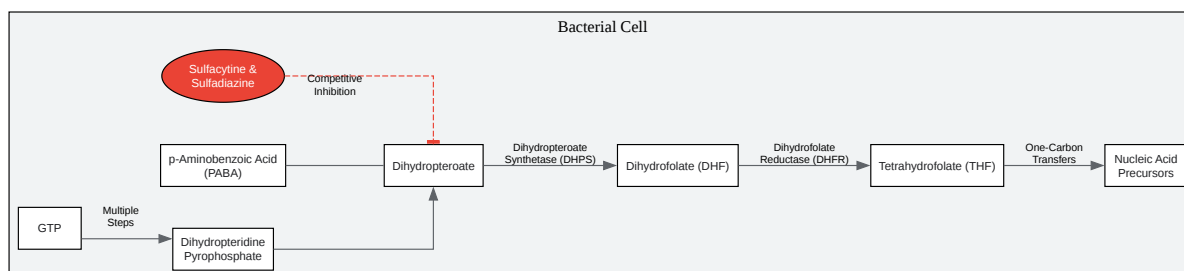 Bacterial Cell
Sulfacytine &
Sulfadiazine
Competitive
Inhibition
p-Aminobenzoic Acid
(PABA)
Dihydropteroate
Dihydropteroate
Synthetase (DHPS)
Dihydrofolate (DHF)
Dihydrofolate
Reductase (DHFR)
Tetrahydrofolate (THF)
One-Carbon
Transfers
Nucleic Acid
Precursors
GTP
Multiple
Steps
Dihydropteridine
Pyrophosphate